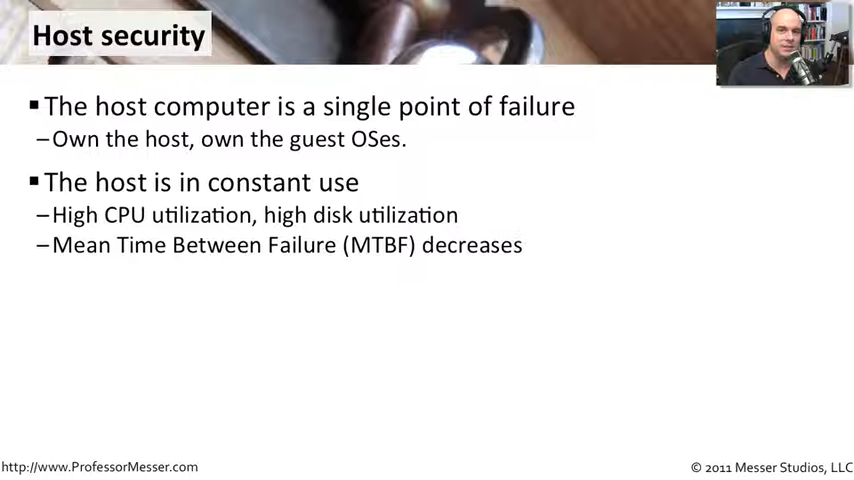 Host security
▪The host computer is a single point of failure
–Own the host, own the guest OSes.
▪The host is in constant use
–High CPU utilization, high disk utilization
–Mean Time Between Failure (MTBF) decreases
http://www.ProfessorMesser.com
© 2011 Messer Studios, LLC